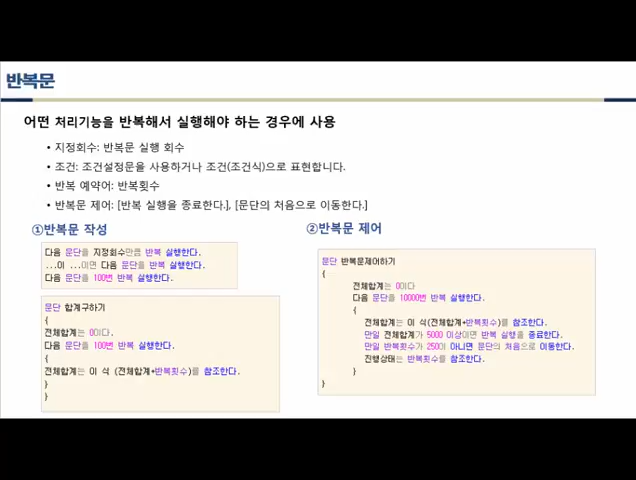 반복문
어떤 처리기능을 반복해서 실행해야 하는 경우에 사용
• 지정회수: 반복문 실행 회수
• 조건: 조건설정문을 사용하거나 조건(조건식)으로 표현합니다.
• 반복 예약어: 반복횟수
• 반복문 제어: [반복 실행을 종료한다.], [문단의 처음으로 이동한다.]
①반복문 작성
다음 문단을 지정회수만큼 반복 실행한다.
...이 ...이면 다음 문단을 반복 실행한다.
다음 문단을 100번 반복 실행한다.
문단 합계구하기
{
전체합계는 0이다.
다음 문단을 100번 반복 실행한다.
{
전체합계는 이 식 (전체합계+반복횟수)를 참조한다.
}
}
②반복문 제어
문단 반복문제어하기
{
전체합계는 0이다
다음 문단을 10000번 반복 실행한다.
{
전체합계는 이 식(전체합계+반복횟수)를 참조한다.
만일 전체합계가 5000 이상이면 반복 실행을 종료한다.
만일 반복횟수가 250이 아니면 문단의 처음으로 이동한다.
진행상태는 반복횟수를 참조한다.
}
}